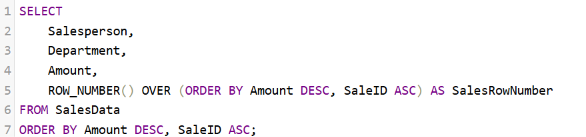 1 SELECT
2 Salesperson,
3 Department,
4 Amount,
5 ROW_NUMBER() OVER (ORDER BY Amount DESC, SaleID ASC) AS SalesRowNumber
6 FROM SalesData
7 ORDER BY Amount DESC, SaleID ASC;